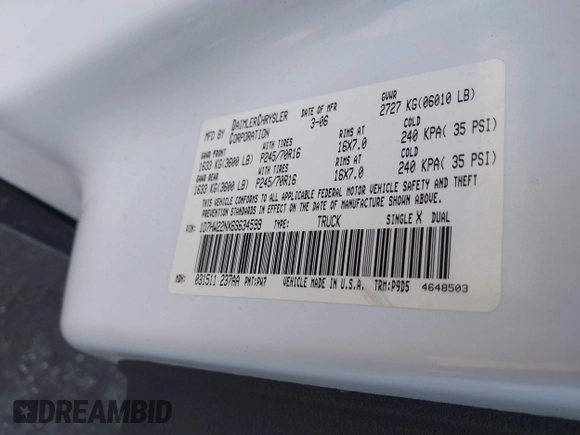 MFD BY DAIMLERCHRYSLER CORPORATION DATE OF MFR 3-06 GVWR 2727 KG(06010 LB)
GAWR FRONT WITH TIRES RIMS AT COLD
1633 KG(3600 LB) P245/70R16 16X7.0 240 KPA( 35 PSI)
GAWR REAR WITH TIRES RIMS AT COLD
1633 KG(3600 LB) P245/70R16 16X7.0 240 KPA( 35 PSI)
THIS VEHICLE CONFORMS TO ALL APPLICABLE FEDERAL MOTOR VEHICLE SAFETY AND THEFT
PREVENTION STANDARDS IN EFFECT ON THE DATE OF MANUFACTURE SHOWN ABOVE.
VIN: 1D7HW22NX6S634599 TYPE: TRUCK SINGLE X DUAL
MDH: 031511 237AA PNT:PW7 VEHICLE MADE IN U.S.A. TRM:P9D5 4648503
DREAMBID